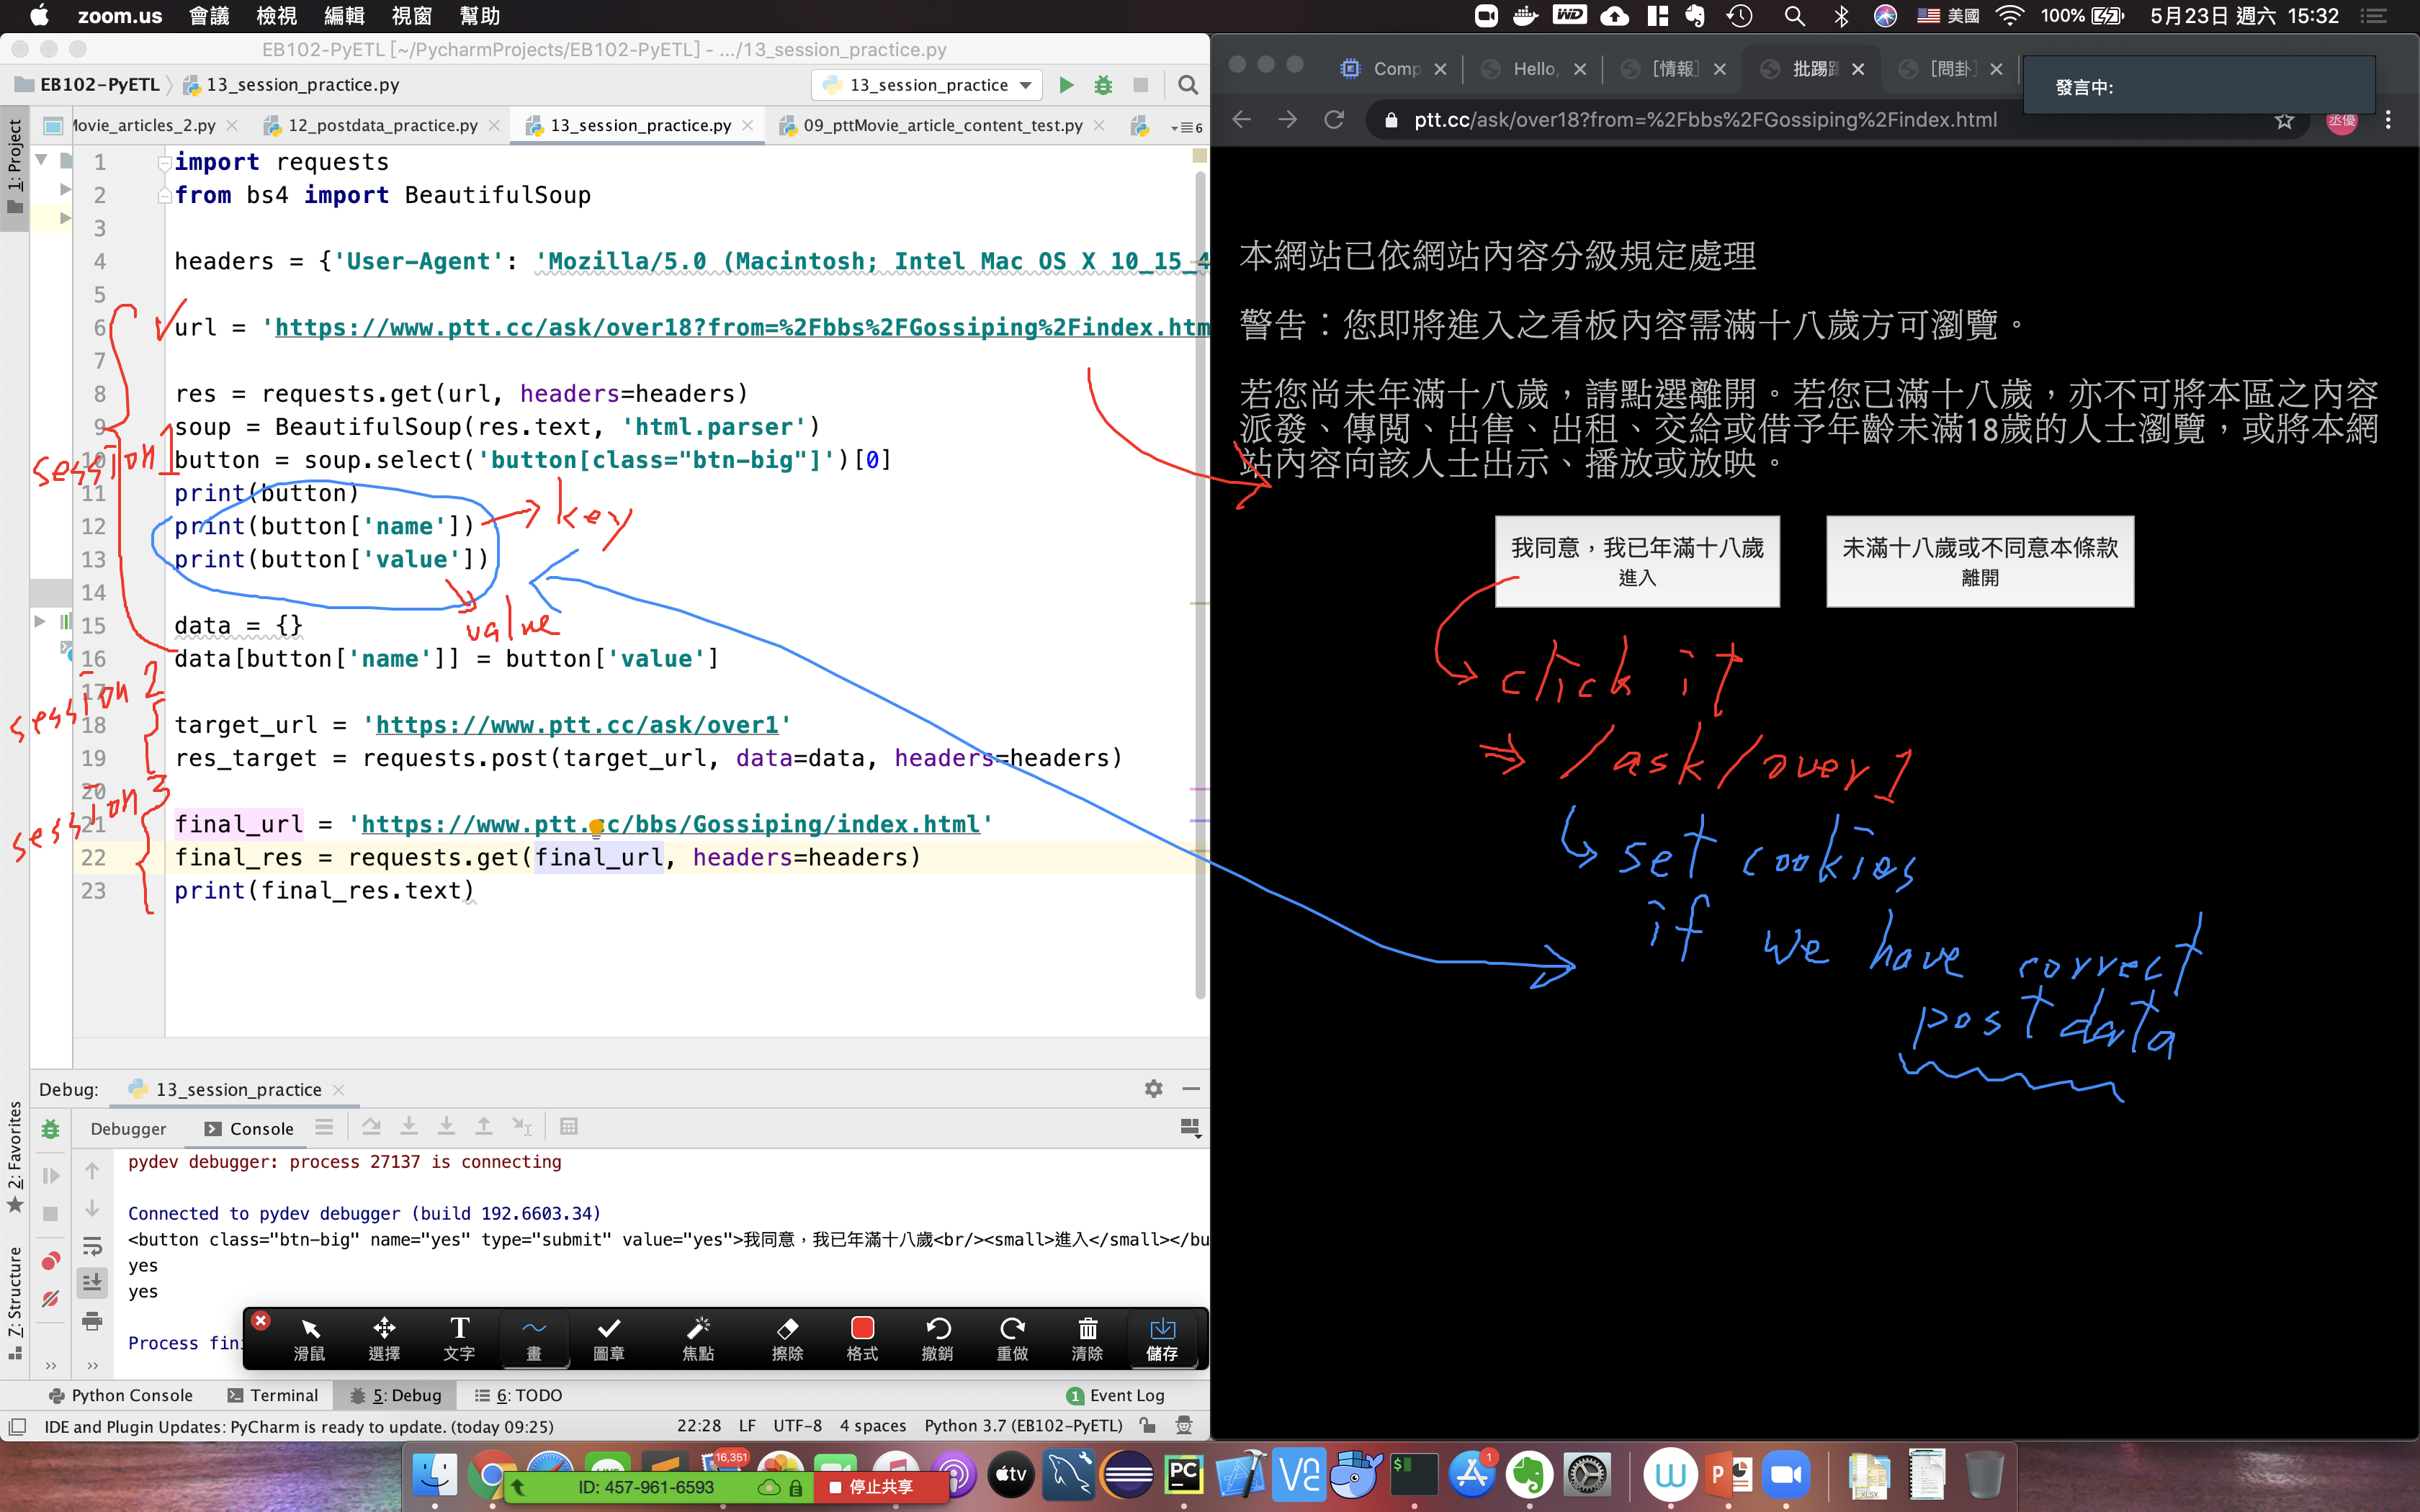 zoom.us 會議 檢視 編輯 視窗 幫助
WD 美國 100% 5月23日 週六 15:32
EB102-PyETL [~/PycharmProjects/EB102-PyETL] - .../13_session_practice.py
EB102-PyETL 13_session_practice.py
13_session_practice
Movie_articles_2.py 12_postdata_practice.py 13_session_practice.py 09_pttMovie_article_content_test.py 6
1: Project
1 import requests
2 from bs4 import BeautifulSoup
3
4 headers = {'User-Agent': 'Mozilla/5.0 (Macintosh; Intel Mac OS X 10_15_4
5
6 url = 'https://www.ptt.cc/ask/over18?from=%2Fbbs%2FGossiping%2Findex.htm
7
8 res = requests.get(url, headers=headers)
9 soup = BeautifulSoup(res.text, 'html.parser')
10 button = soup.select('button[class="btn-big"]')[0]
11 print(button)
12 print(button['name'])
13 print(button['value'])
14
15 data = {}
16 data[button['name']] = button['value']
17
18 target_url = 'https://www.ptt.cc/ask/over1'
19 res_target = requests.post(target_url, data=data, headers=headers)
20
21 final_url = 'https://www.ptt.cc/bbs/Gossiping/index.html'
22 final_res = requests.get(final_url, headers=headers)
23 print(final_res.text)
session 1
key
value
session 2
session 3
2: Favorites
7: Structure
Debug: 13_session_practice
Debugger Console
pydev debugger: process 27137 is connecting
Connected to pydev debugger (build 192.6603.34)
<button class="btn-big" name="yes" type="submit" value="yes">我同意，我已年滿十八歲<br/><small>進入</small></bu
yes
yes
Process fini
滑鼠 選擇 文字 畫 圖章 焦點 擦除 格式 撤銷 重做 清除 儲存
Python Console Terminal 5: Debug 6: TODO 1 Event Log
IDE and Plugin Updates: PyCharm is ready to update. (today 09:25) 22:28 LF UTF-8 4 spaces Python 3.7 (EB102-PyETL)
Comp Hello, [情報] 批踢踢 [問卦]
發言中:
ptt.cc/ask/over18?from=%2Fbbs%2FGossiping%2Findex.html
丞優
本網站已依網站內容分級規定處理
警告：您即將進入之看板內容需滿十八歲方可瀏覽。
若您尚未年滿十八歲，請點選離開。若您已滿十八歲，亦不可將本區之內容
派發、傳閱、出售、出租、交給或借予年齡未滿18歲的人士瀏覽，或將本網
站內容向該人士出示、播放或放映。
我同意，我已年滿十八歲
進入
未滿十八歲或不同意本條款
離開
click it
⇒ /ask/over1
set cookies
if we have correct
post data
16,351
tv
PC
1
ID: 457-961-6593 停止共享